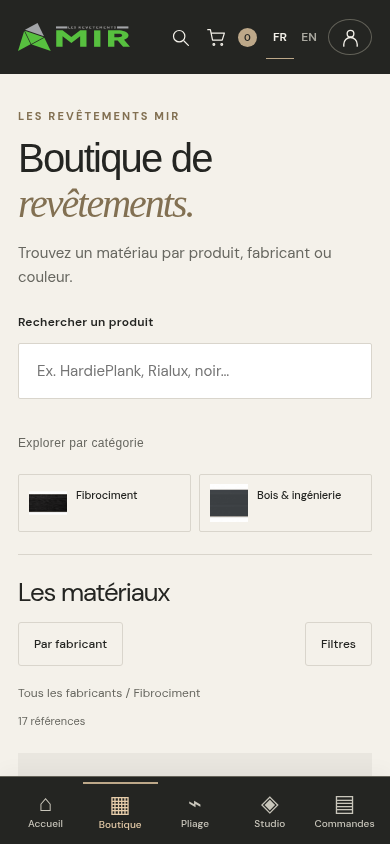 LES REVÊTEMENTS
MIR
0
FR
EN
LES REVÊTEMENTS MIR
Boutique de
revêtements.
Trouvez un matériau par produit, fabricant ou
couleur.
Rechercher un produit
Ex. HardiePlank, Rialux, noir...
Explorer par catégorie
Fibrociment
Bois & ingénierie
Les matériaux
Par fabricant
Filtres
Tous les fabricants / Fibrociment
17 références
Accueil
Boutique
Pliage
Studio
Commandes